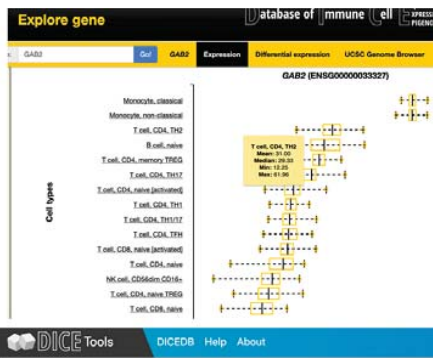 Explore gene
Database of Immune Cell
GAB2
Go!
GAB2
Expression
Differential expression
UCSC Genome Browser
GAB2 (ENSG00000033327)
Monocyte, classical
Monocyte, non-classical
T cell, CD4, TH2
B cell, naive
T cell, CD4, memory TREG
T cell, CD4, TH17
T cell, CD4, naive [activated]
T cell, CD4, TH1
T cell, CD4, TH1/17
T cell, CD4, TFH
T cell, CD8, naive [activated]
T cell, CD4, naive
NK cell, CD56dim CD16+
T cell, CD4, naive TREG
T cell, CD8, naive
Cell types
T cell, CD4, TH2
Mean: 31.00
Median: 29.33
Min: 12.25
Max: 61.96
DICE Tools
DICEDB
Help
About